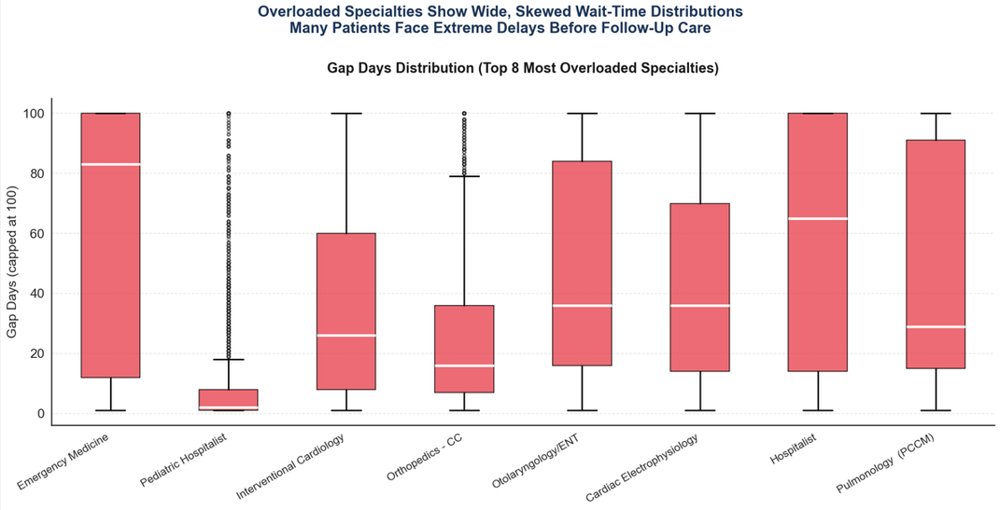 Overloaded Specialties Show Wide, Skewed Wait-Time Distributions
Many Patients Face Extreme Delays Before Follow-Up Care
Gap Days Distribution (Top 8 Most Overloaded Specialties)
Gap Days (capped at 100)
100
80
60
40
20
0
Emergency Medicine
Pediatric Hospitalist
Interventional Cardiology
Orthopedics - CC
Otolaryngology/ENT
Cardiac Electrophysiology
Hospitalist
Pulmonology (PCCM)